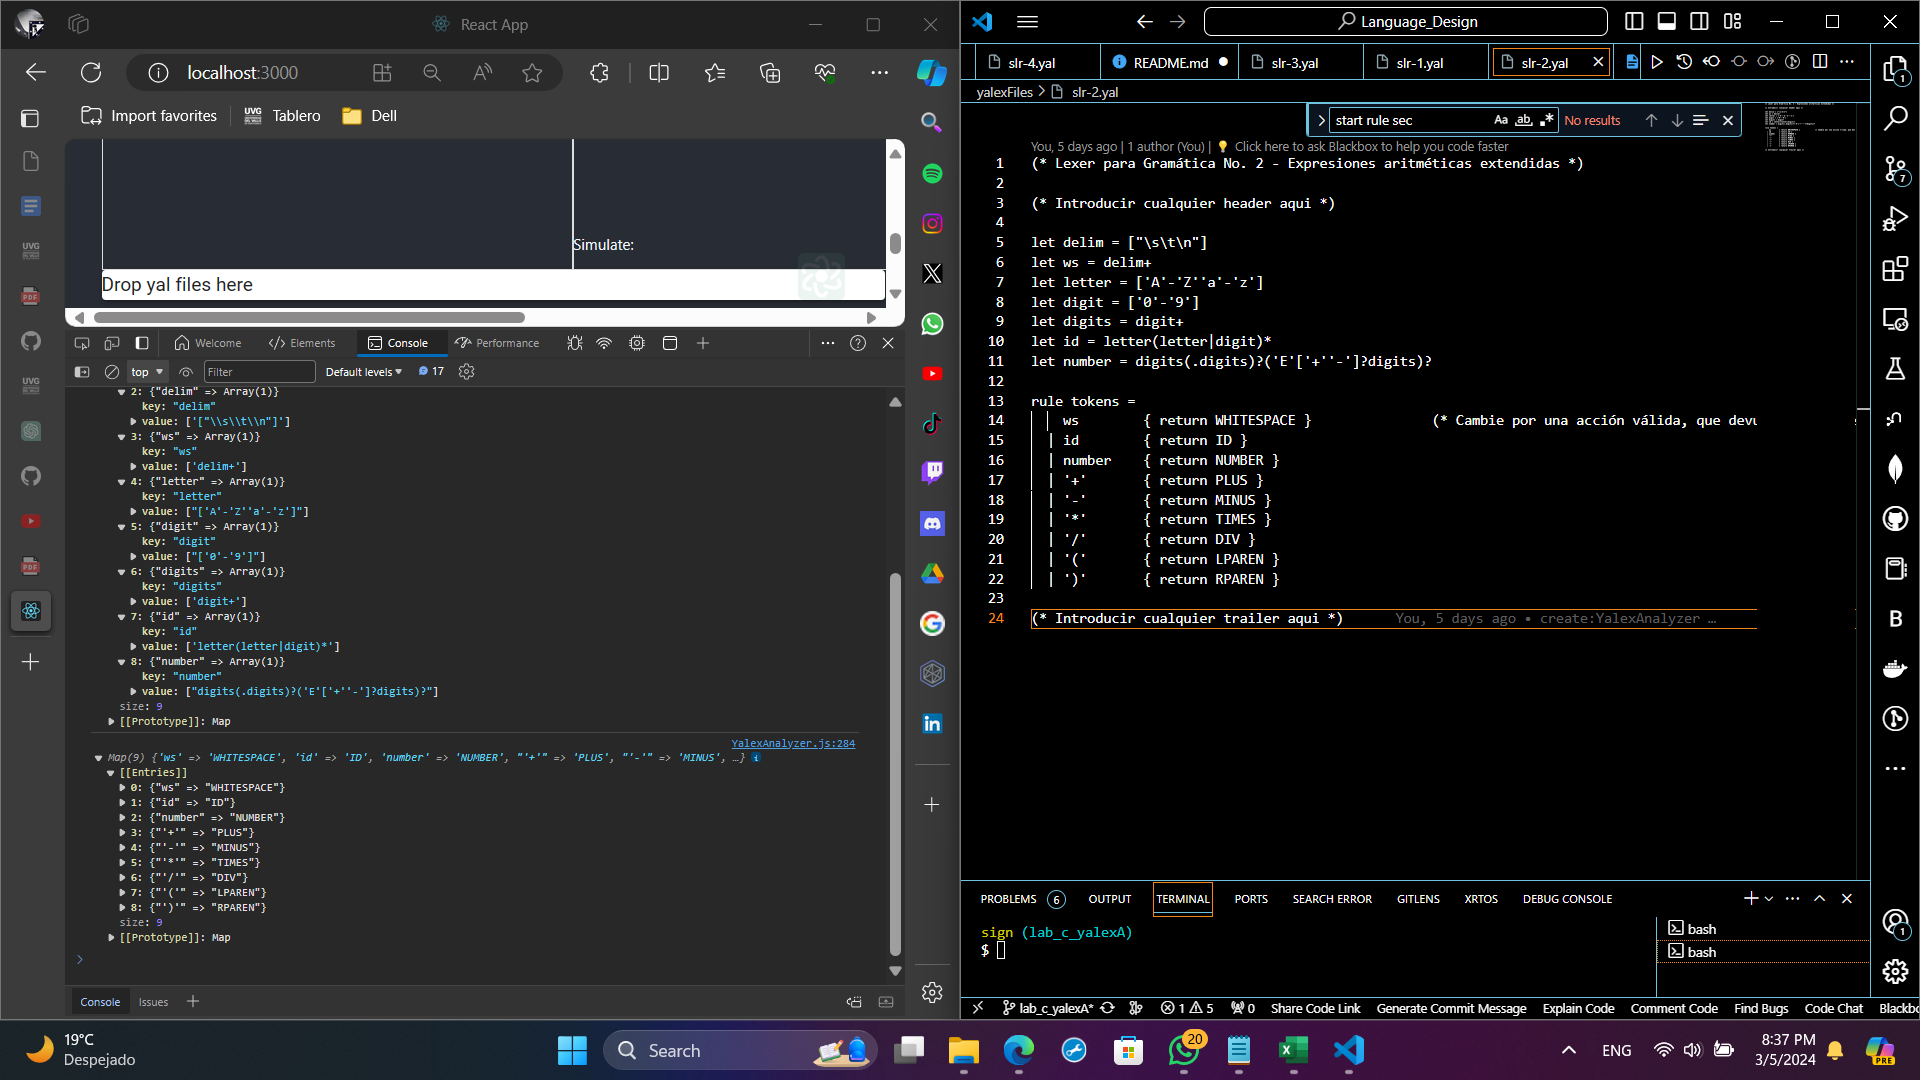 React App
localhost:3000
Import favorites
UVG
Tablero
Dell
Simulate:
Drop yal files here
Welcome
Elements
Console
Performance
top
Filter
Default levels
17
2: {"delim" => Array(1)}
key: "delim"
value: ['["\\s\\t\\n"]']
3: {"ws" => Array(1)}
key: "ws"
value: ['delim+']
4: {"letter" => Array(1)}
key: "letter"
value: ["['A'-'Z''a'-'z']"]
5: {"digit" => Array(1)}
key: "digit"
value: ["['0'-'9']"]
6: {"digits" => Array(1)}
key: "digits"
value: ['digit+']
7: {"id" => Array(1)}
key: "id"
value: ['letter(letter|digit)*']
8: {"number" => Array(1)}
key: "number"
value: ["digits(.digits)?('E'['+''-']?digits)?"]
size: 9
[[Prototype]]: Map
YalexAnalyzer.js:284
Map(9) {'ws' => 'WHITESPACE', 'id' => 'ID', 'number' => 'NUMBER', "'+'" => 'PLUS', "'-'" => 'MINUS', …}
[[Entries]]
0: {"ws" => "WHITESPACE"}
1: {"id" => "ID"}
2: {"number" => "NUMBER"}
3: {"'+'" => "PLUS"}
4: {"'-'" => "MINUS"}
5: {"'*'" => "TIMES"}
6: {"'/'" => "DIV"}
7: {"'('" => "LPAREN"}
8: {"')'" => "RPAREN"}
size: 9
[[Prototype]]: Map
Console
Issues
Language_Design
slr-4.yal
README.md
slr-3.yal
slr-1.yal
slr-2.yal
yalexFiles > slr-2.yal
start rule sec
Aa
ab
No results
You, 5 days ago | 1 author (You) | Click here to ask Blackbox to help you code faster
1 (* Lexer para Gramática No. 2 - Expresiones aritméticas extendidas *)
2
3 (* Introducir cualquier header aqui *)
4
5 let delim = ["\s\t\n"]
6 let ws = delim+
7 let letter = ['A'-'Z''a'-'z']
8 let digit = ['0'-'9']
9 let digits = digit+
10 let id = letter(letter|digit)*
11 let number = digits(.digits)?('E'['+''-']?digits)?
12
13 rule tokens =
14 | ws { return WHITESPACE } (* Cambie por una acción válida, que devu
15 | id { return ID }
16 | number { return NUMBER }
17 | '+' { return PLUS }
18 | '-' { return MINUS }
19 | '*' { return TIMES }
20 | '/' { return DIV }
21 | '(' { return LPAREN }
22 | ')' { return RPAREN }
23
24 (* Introducir cualquier trailer aqui *) You, 5 days ago • create:YalexAnalyzer …
PROBLEMS 6
OUTPUT
TERMINAL
PORTS
SEARCH ERROR
GITLENS
XRTOS
DEBUG CONSOLE
sign (lab_c_yalexA)
$
bash
bash
lab_c_yalexA*
1
5
0
Share Code Link
Generate Commit Message
Explain Code
Comment Code
Find Bugs
Code Chat
Blackbo
1
7
B
1
19°C
Despejado
Search
20
ENG
8:37 PM
3/5/2024
PRE